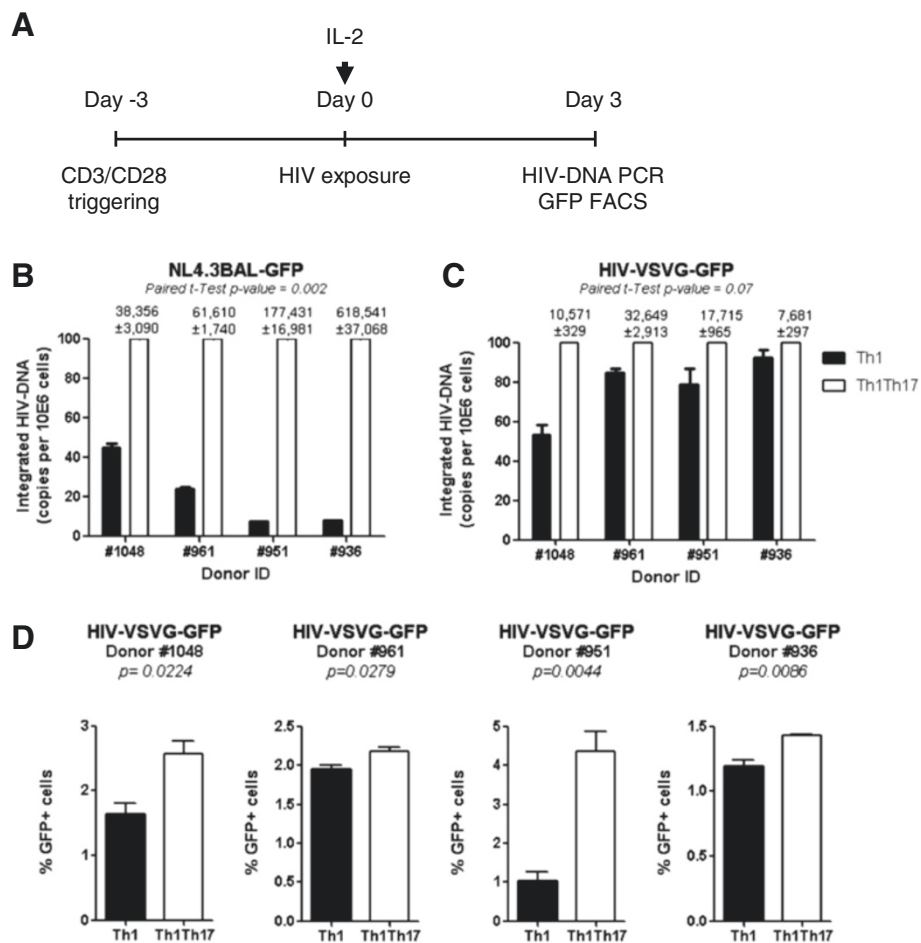 A
IL-2
Day -3
Day 0
Day 3
CD3/CD28
triggering
HIV exposure
HIV-DNA PCR
GFP FACS
B
NL4.3BAL-GFP
Paired t-Test p-value = 0.002
38,356
±3,090
61,610
±1,740
177,431
±16,981
618,541
±37,068
Integrated HIV-DNA
(copies per 10E6 cells)
100
80
60
40
20
0
#1048
#961
#951
#936
Donor ID
C
HIV-VSVG-GFP
Paired t-Test p-value = 0.07
10,571
±329
32,649
±2,913
17,715
±965
7,681
±297
Integrated HIV-DNA
(copies per 10E6 cells)
100
80
60
40
20
0
#1048
#961
#951
#936
Donor ID
Th1
Th1Th17
D
HIV-VSVG-GFP
Donor #1048
p= 0.0224
% GFP+ cells
3
2
1
0
Th1
Th1Th17
HIV-VSVG-GFP
Donor #961
p=0.0279
% GFP+ cells
2.5
2.0
1.5
1.0
0.5
0.0
Th1
Th1Th17
HIV-VSVG-GFP
Donor #951
p=0.0044
% GFP+ cells
5
4
3
2
1
0
Th1
Th1Th17
HIV-VSVG-GFP
Donor #936
p=0.0086
% GFP+ cells
1.5
1.0
0.5
0.0
Th1
Th1Th17